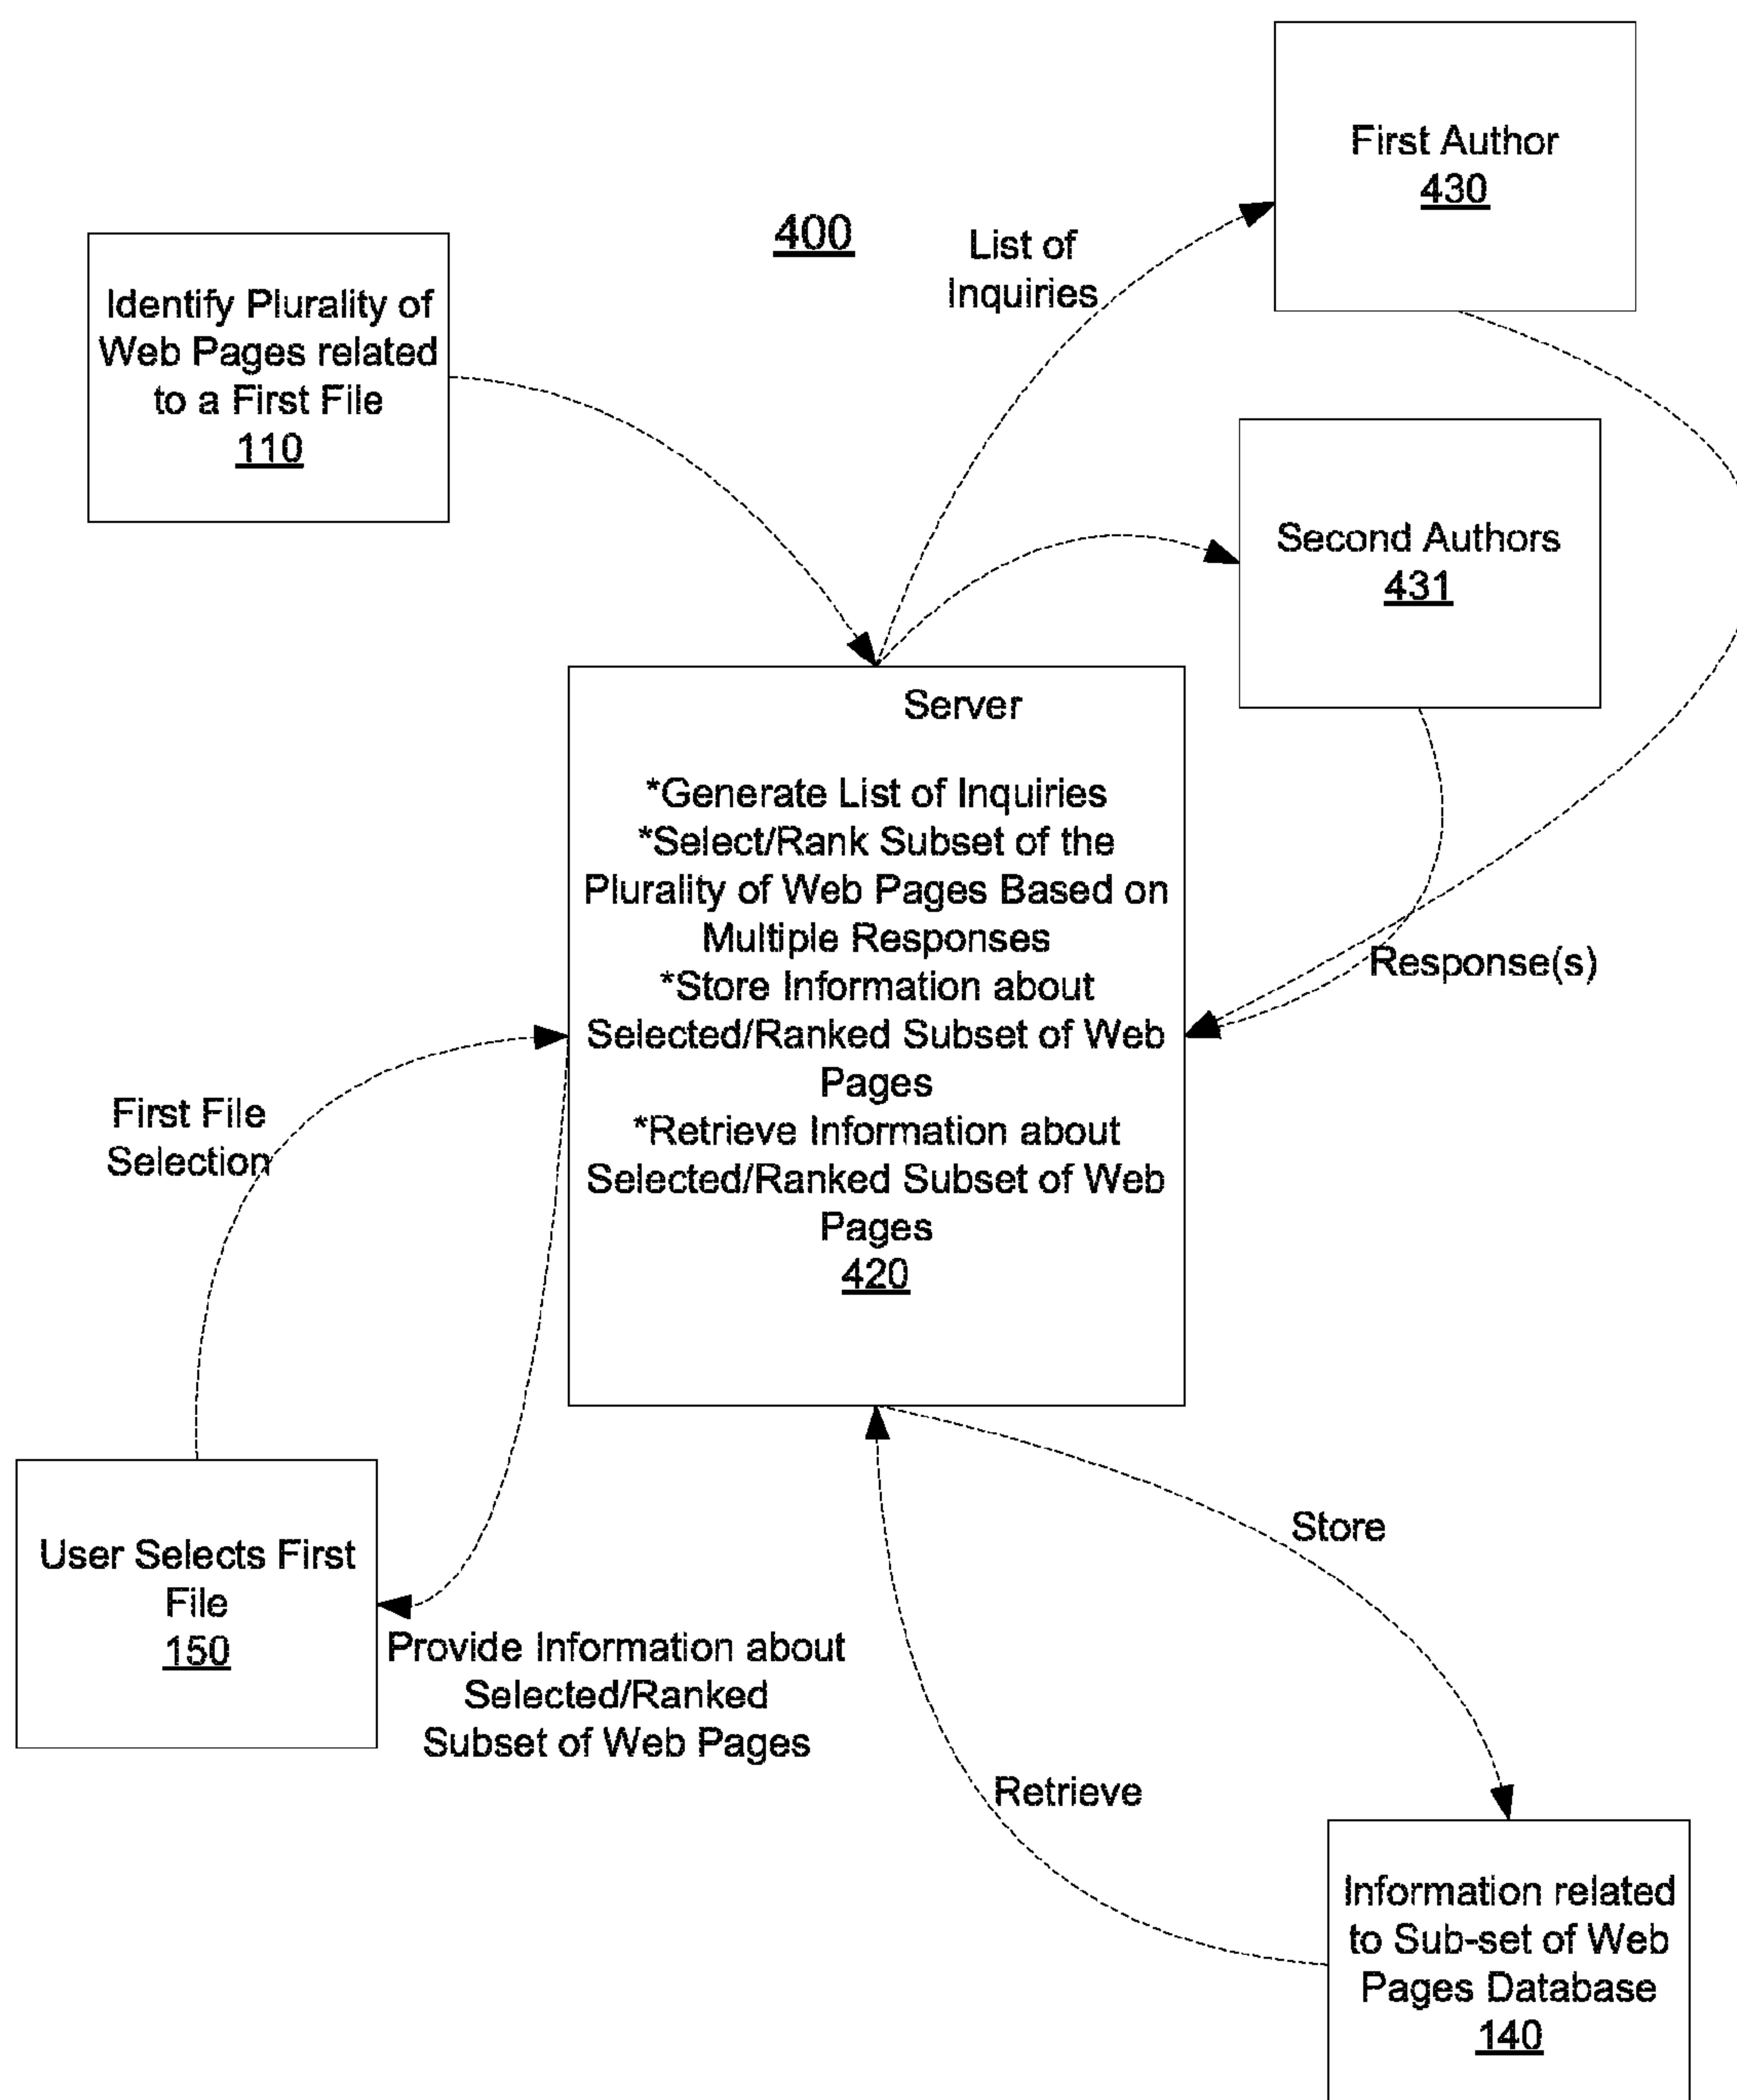 First Author
430
400
List of
Inquiries
Identify Plurality of
Web Pages related
to a First File
110
Second Authors
431
Server
*Generate List of Inquiries
*Select/Rank Subset of the
Plurality of Web Pages Based on
Multiple Responses
*Store Information about
Selected/Ranked Subset of Web
Pages
*Retrieve Information about
Selected/Ranked Subset of Web
Pages
420
Response(s)
First File
Selection
User Selects First
File
150
Provide Information about
Selected/Ranked
Subset of Web Pages
Store
Retrieve
Information related
to Sub-set of Web
Pages Database
140